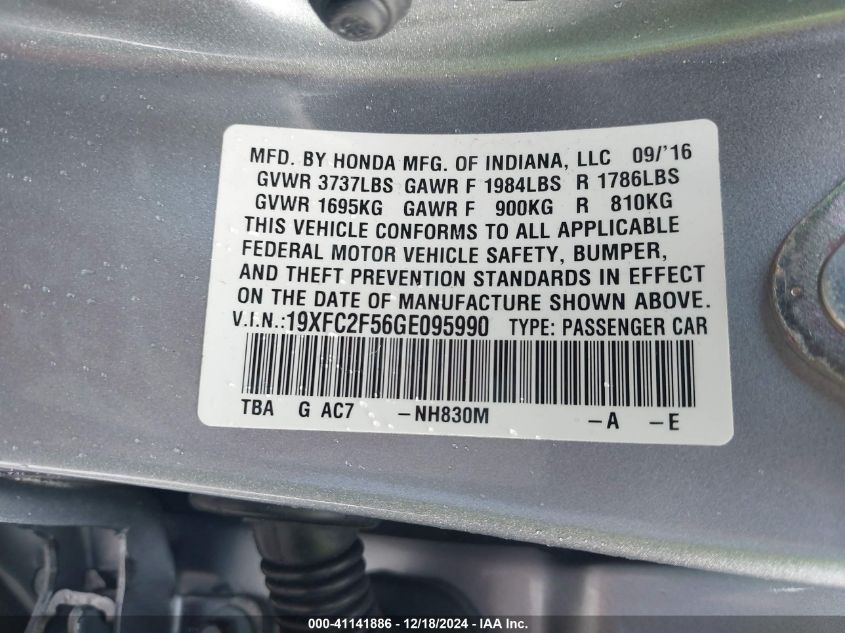 MFD. BY HONDA MFG. OF INDIANA, LLC 09/'16
GVWR 3737LBS GAWR F 1984LBS R 1786LBS
GVWR 1695KG GAWR F 900KG R 810KG
THIS VEHICLE CONFORMS TO ALL APPLICABLE
FEDERAL MOTOR VEHICLE SAFETY, BUMPER,
AND THEFT PREVENTION STANDARDS IN EFFECT
ON THE DATE OF MANUFACTURE SHOWN ABOVE.
V.I.N.:19XFC2F56GE095990 TYPE: PASSENGER CAR
TBA G AC7 -NH830M -A -E
000-41141886 - 12/18/2024 - IAA Inc.